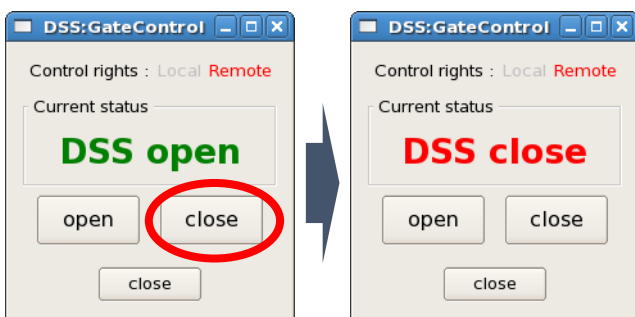 DSS:GateControl
Control rights : Local Remote
Current status
DSS open
open close
close
DSS:GateControl
Control rights : Local Remote
Current status
DSS close
open close
close